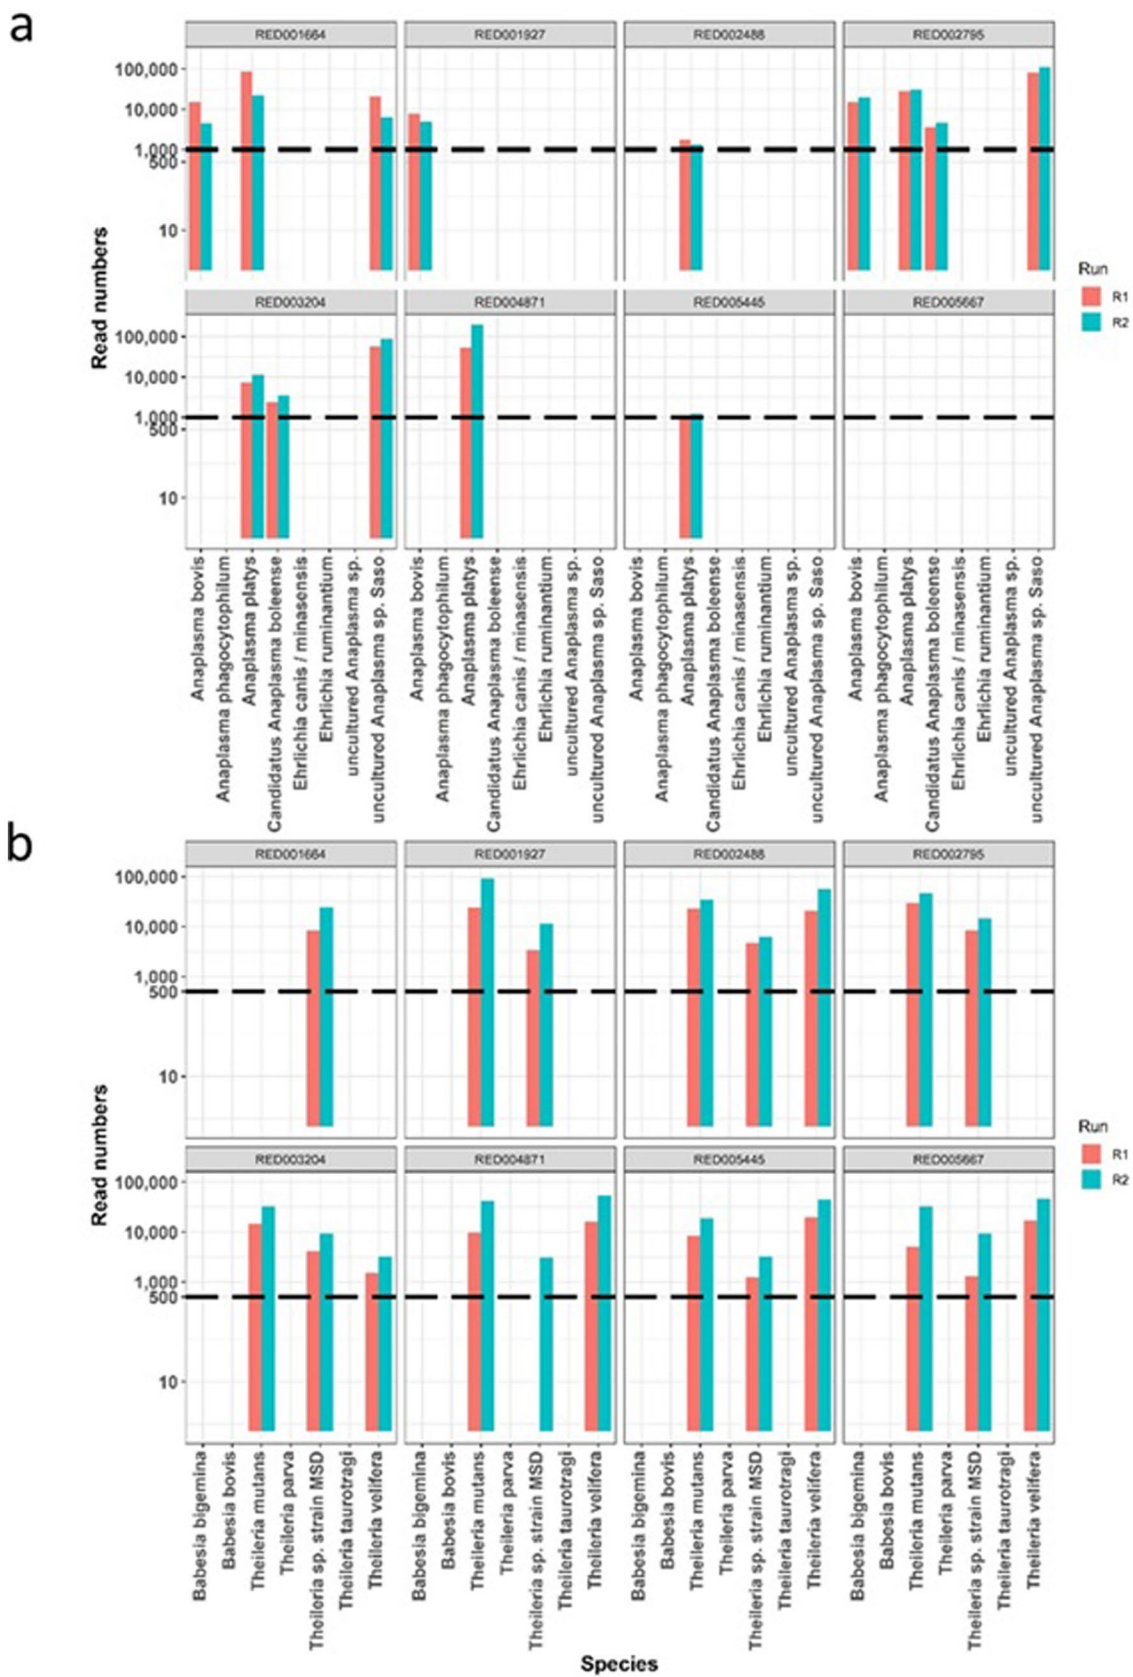 a
RED001664 RED001927 RED002488 RED002795
100,000
10,000
1,000
500
10
RED003204 RED004871 RED005445 RED005667
100,000
10,000
1,000
500
10
Read numbers
Run
R1
R2
Anaplasma bovis
Anaplasma phagocytophilum
Anaplasma platys
Candidatus Anaplasma boleense
Ehrlichia canis / minasensis
Ehrlichia ruminantium
uncultured Anaplasma sp.
uncultured Anaplasma sp. Saso
Anaplasma bovis
Anaplasma phagocytophilum
Anaplasma platys
Candidatus Anaplasma boleense
Ehrlichia canis / minasensis
Ehrlichia ruminantium
uncultured Anaplasma sp.
uncultured Anaplasma sp. Saso
Anaplasma bovis
Anaplasma phagocytophilum
Anaplasma platys
Candidatus Anaplasma boleense
Ehrlichia canis / minasensis
Ehrlichia ruminantium
uncultured Anaplasma sp.
uncultured Anaplasma sp. Saso
Anaplasma bovis
Anaplasma phagocytophilum
Anaplasma platys
Candidatus Anaplasma boleense
Ehrlichia canis / minasensis
Ehrlichia ruminantium
uncultured Anaplasma sp.
uncultured Anaplasma sp. Saso
b
RED001664 RED001927 RED002488 RED002795
100,000
10,000
1,000
500
10
RED003204 RED004871 RED005445 RED005667
100,000
10,000
1,000
500
10
Read numbers
Run
R1
R2
Babesia bigemina
Babesia bovis
Theileria mutans
Theileria parva
Theileria sp. strain MSD
Theileria taurotragi
Theileria velifera
Babesia bigemina
Babesia bovis
Theileria mutans
Theileria parva
Theileria sp. strain MSD
Theileria taurotragi
Theileria velifera
Babesia bigemina
Babesia bovis
Theileria mutans
Theileria parva
Theileria sp. strain MSD
Theileria taurotragi
Theileria velifera
Babesia bigemina
Babesia bovis
Theileria mutans
Theileria parva
Theileria sp. strain MSD
Theileria taurotragi
Theileria velifera
Species